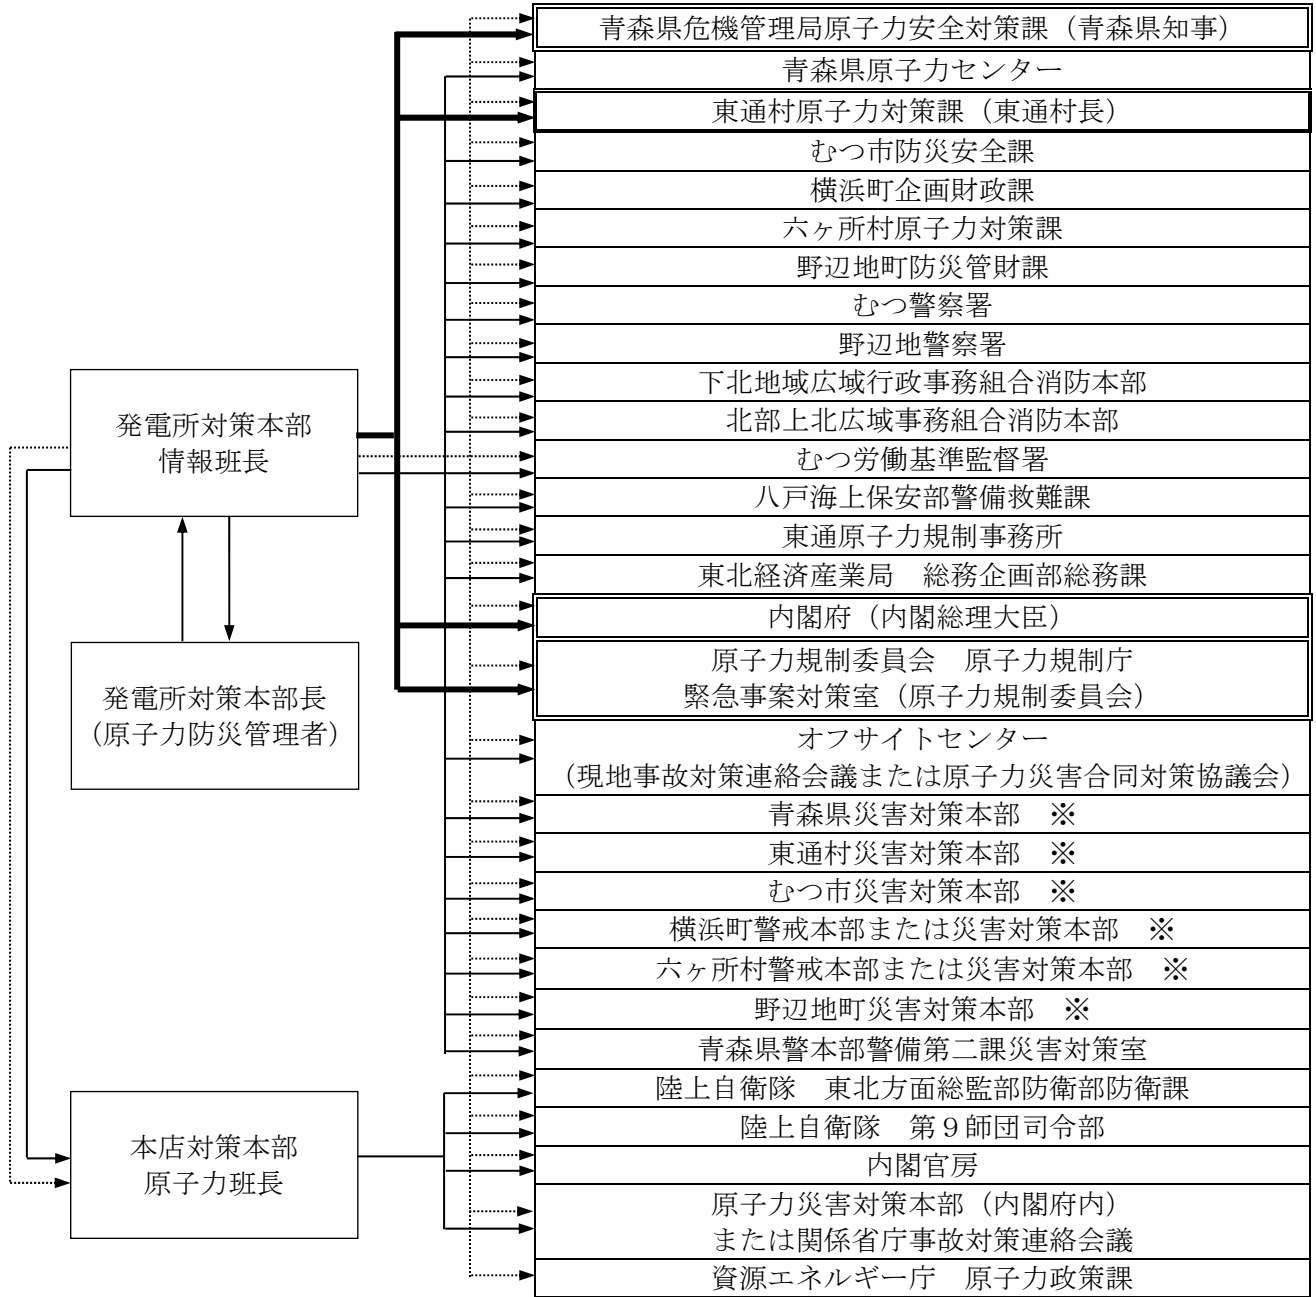 青森県危機管理局原子力安全対策課（青森県知事）
青森県原子力センター
東通村原子力対策課（東通村長）
むつ市防災安全課
横浜町企画財政課
六ヶ所村原子力対策課
野辺地町防災管財課
むつ警察署
野辺地警察署
下北地域広域行政事務組合消防本部
北部上北広域事務組合消防本部
むつ労働基準監督署
八戸海上保安部警備救難課
東通原子力規制事務所
東北経済産業局　総務企画部総務課
内閣府（内閣総理大臣）
原子力規制委員会　原子力規制庁
緊急事案対策室（原子力規制委員会）
オフサイトセンター
（現地事故対策連絡会議または原子力災害合同対策協議会）
青森県災害対策本部　※
東通村災害対策本部　※
むつ市災害対策本部　※
横浜町警戒本部または災害対策本部　※
六ヶ所村警戒本部または災害対策本部　※
野辺地町災害対策本部　※
青森県警本部警備第二課災害対策室
陸上自衛隊　東北方面総監部防衛部防衛課
陸上自衛隊　第９師団司令部
内閣官房
原子力災害対策本部（内閣府内）
または関係省庁事故対策連絡会議
資源エネルギー庁　原子力政策課
発電所対策本部
情報班長
発電所対策本部長
（原子力防災管理者）
本店対策本部
原子力班長